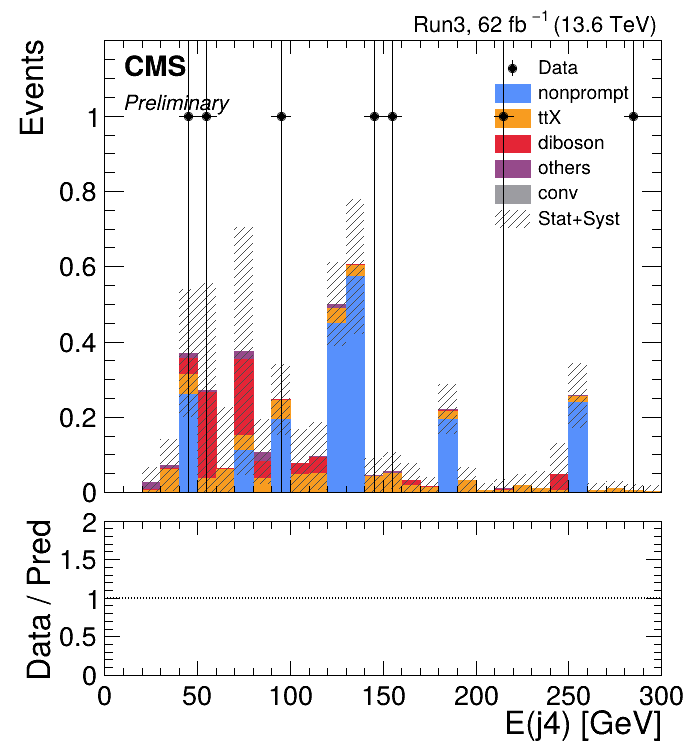 Run3, 62 fb⁻¹ (13.6 TeV)
CMS
Preliminary
Events
Data
nonprompt
ttX
diboson
others
conv
Stat+Syst
1
0.8
0.6
0.4
0.2
0
Data / Pred
2
1.5
1
0.5
0
0 50 100 150 200 250 300
E(j4) [GeV]